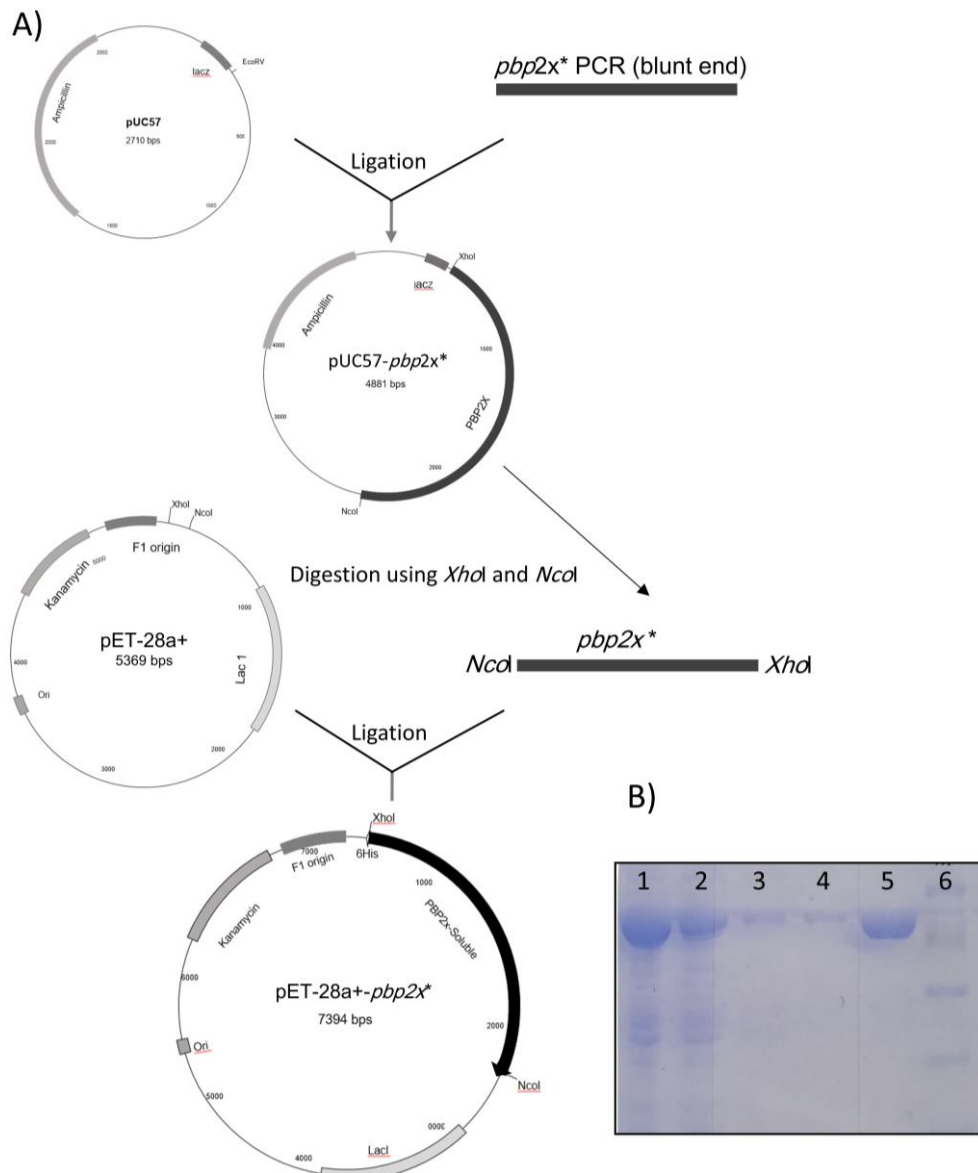 A)
2000
lacz
EcoRV
Ampicillin
pUC57
2710 bps
2000
500
1000
1500
pbp2x* PCR (blunt end)
Ligation
XhoI
lacz
Ampicillin
4000
1000
pUC57-pbp2x*
4881 bps
3000
PBP2X
2000
NcoI
XhoI
NcoI
F1 origin
5000
Kanamycin
1000
pET-28a+
5369 bps
4000
Lac 1
Ori
2000
3000
Digestion using XhoI and NcoI
pbp2x*
NcoI
XhoI
Ligation
XhoI
7000
F1 origin
6His
1000
Kanamycin
PBP2x-Soluble
6000
pET-28a+-pbp2x*
7394 bps
2000
Ori
NcoI
5000
3000
LacI
4000
B)
1 2 3 4 5 6